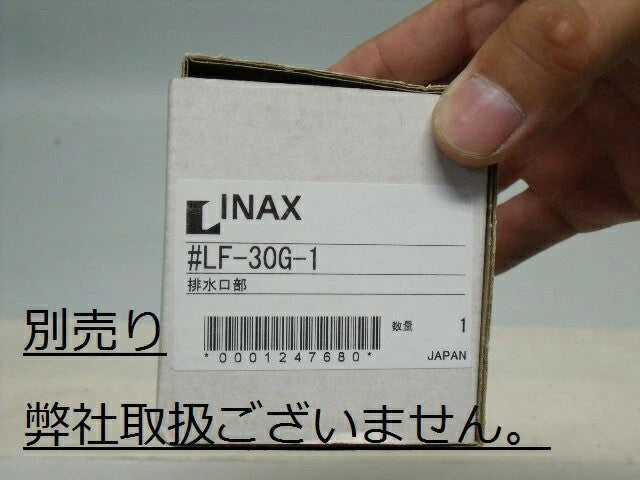 INAX
#LF-30G-1
排水口部
数量 1
*0001247680*
JAPAN
別売り
弊社取扱ございません。